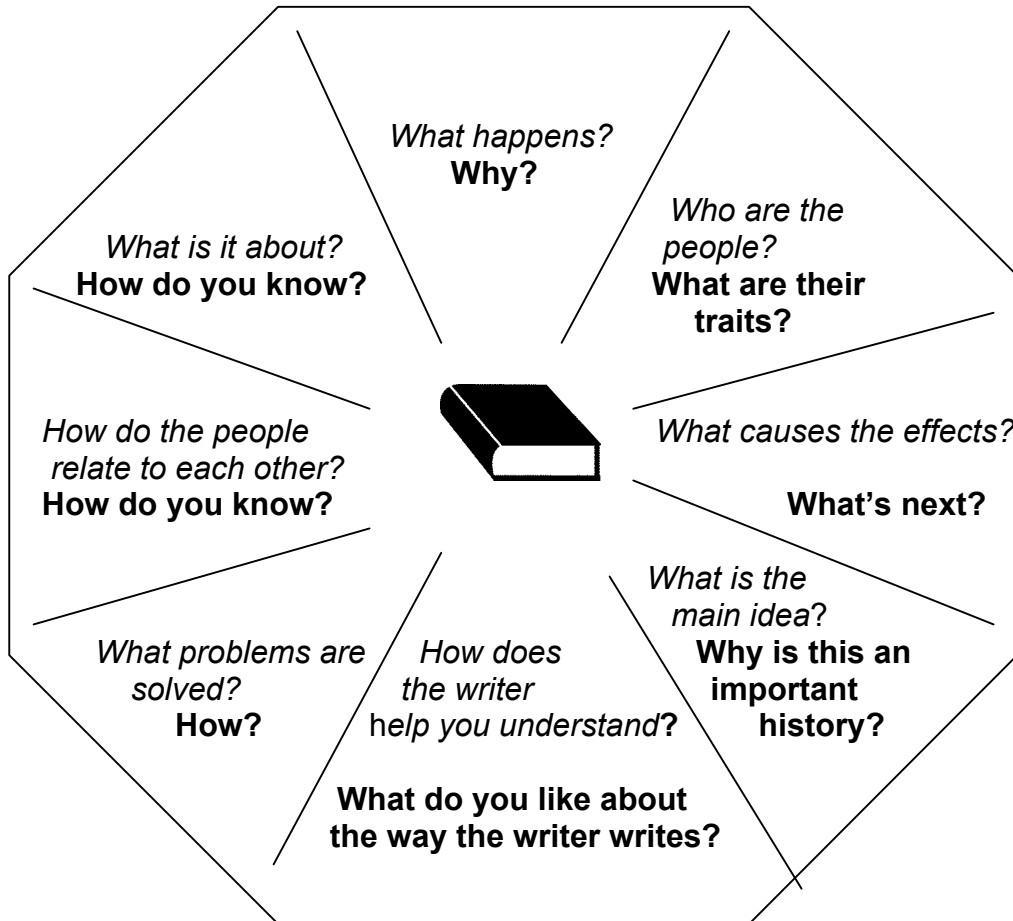 What happens?
Why?
Who are the
people?
What are their
traits?
What causes the effects?
What's next?
What is the
main idea?
Why is this an
important
history?
How does
the writer
help you understand?
What do you like about
the way the writer writes?
What problems are
solved?
How?
How do the people
relate to each other?
How do you know?
What is it about?
How do you know?